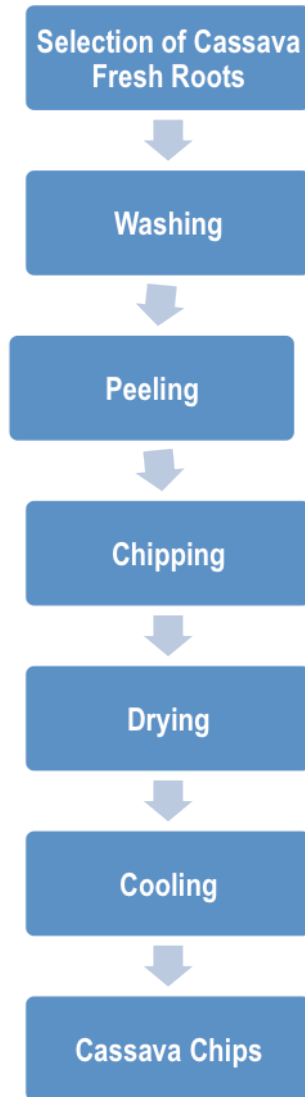 Selection of Cassava
Fresh Roots
Washing
Peeling
Chipping
Drying
Cooling
Cassava Chips